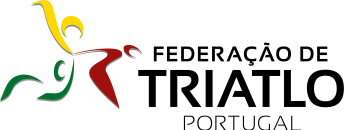 FEDERAÇÃO DE
TRIATLO
PORTUGAL